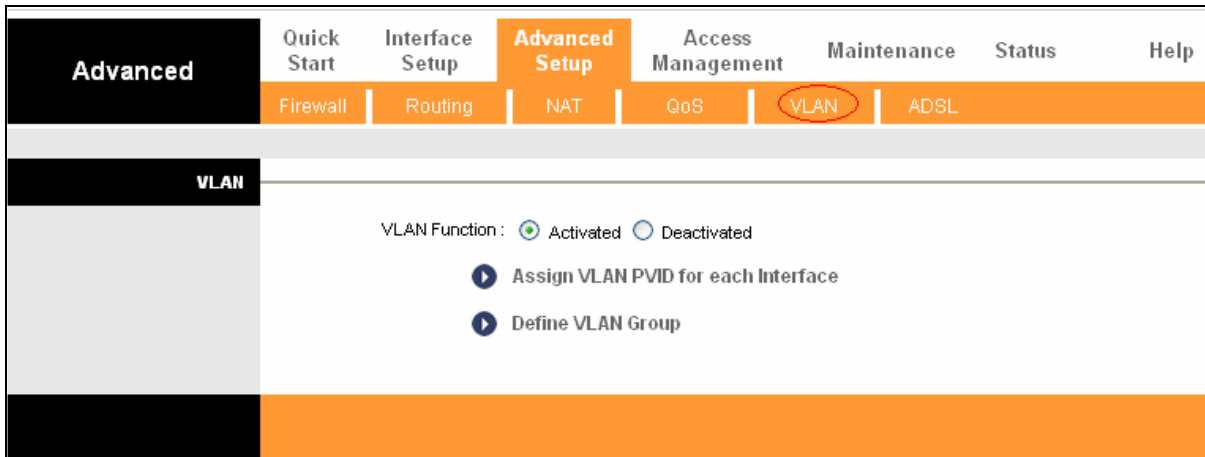 Advanced
Quick Start
Interface Setup
Advanced Setup
Access Management
Maintenance
Status
Help
Firewall
Routing
NAT
QoS
VLAN
ADSL
VLAN
VLAN Function : Activated Deactivated
Assign VLAN PVID for each Interface
Define VLAN Group